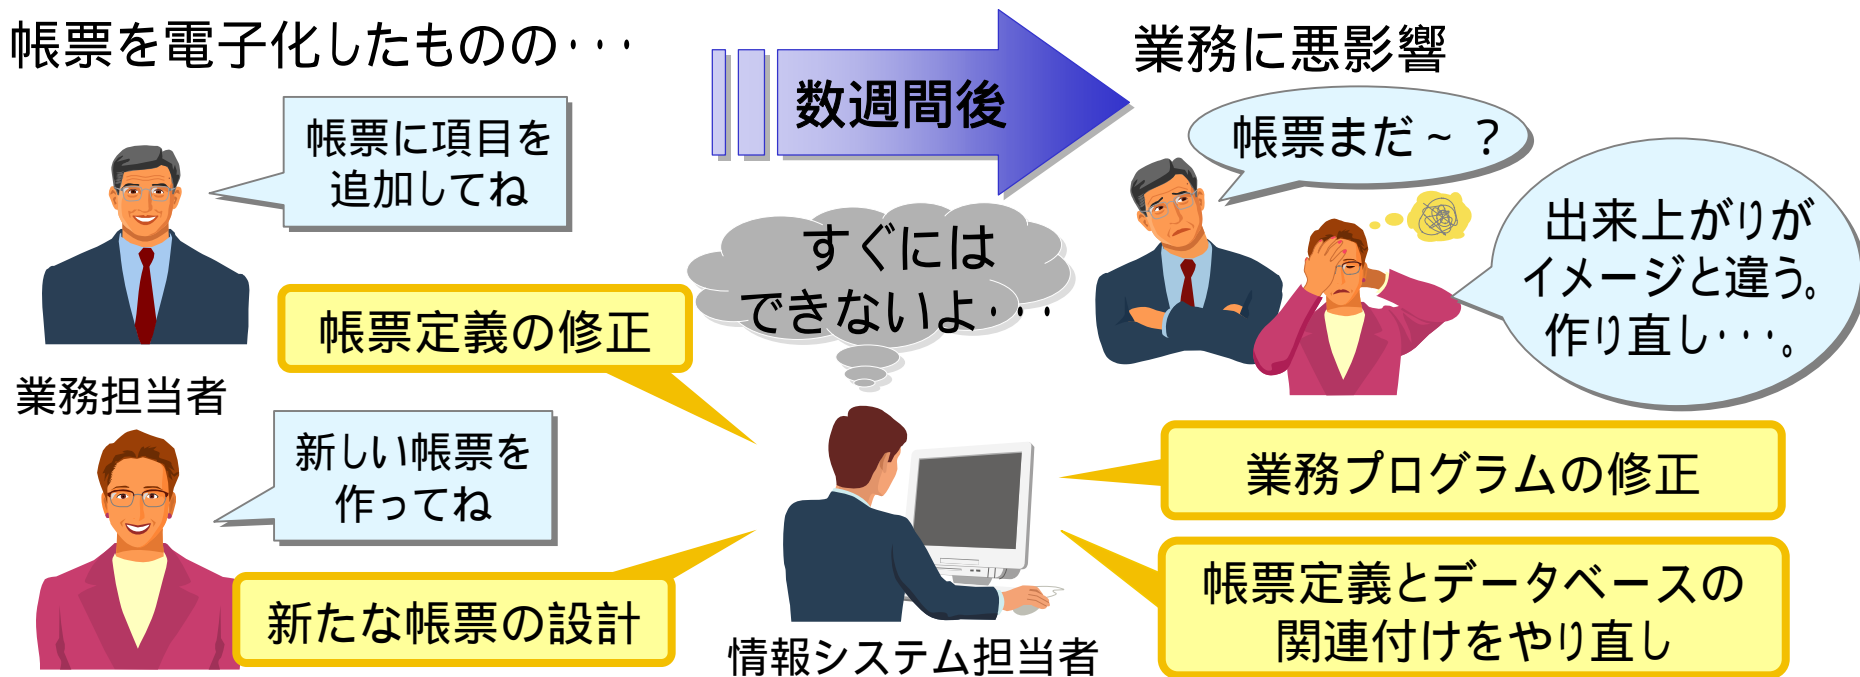 帳票を電子化したものの・・・
数週間後
業務に悪影響
帳票に項目を
追加してね
帳票まだ～？
出来上がりが
イメージと違う。
作り直し・・・。
すぐには
できないよ・・・
帳票定義の修正
業務担当者
新しい帳票を
作ってね
業務プログラムの修正
新たな帳票の設計
帳票定義とデータベースの
関連付けをやり直し
情報システム担当者